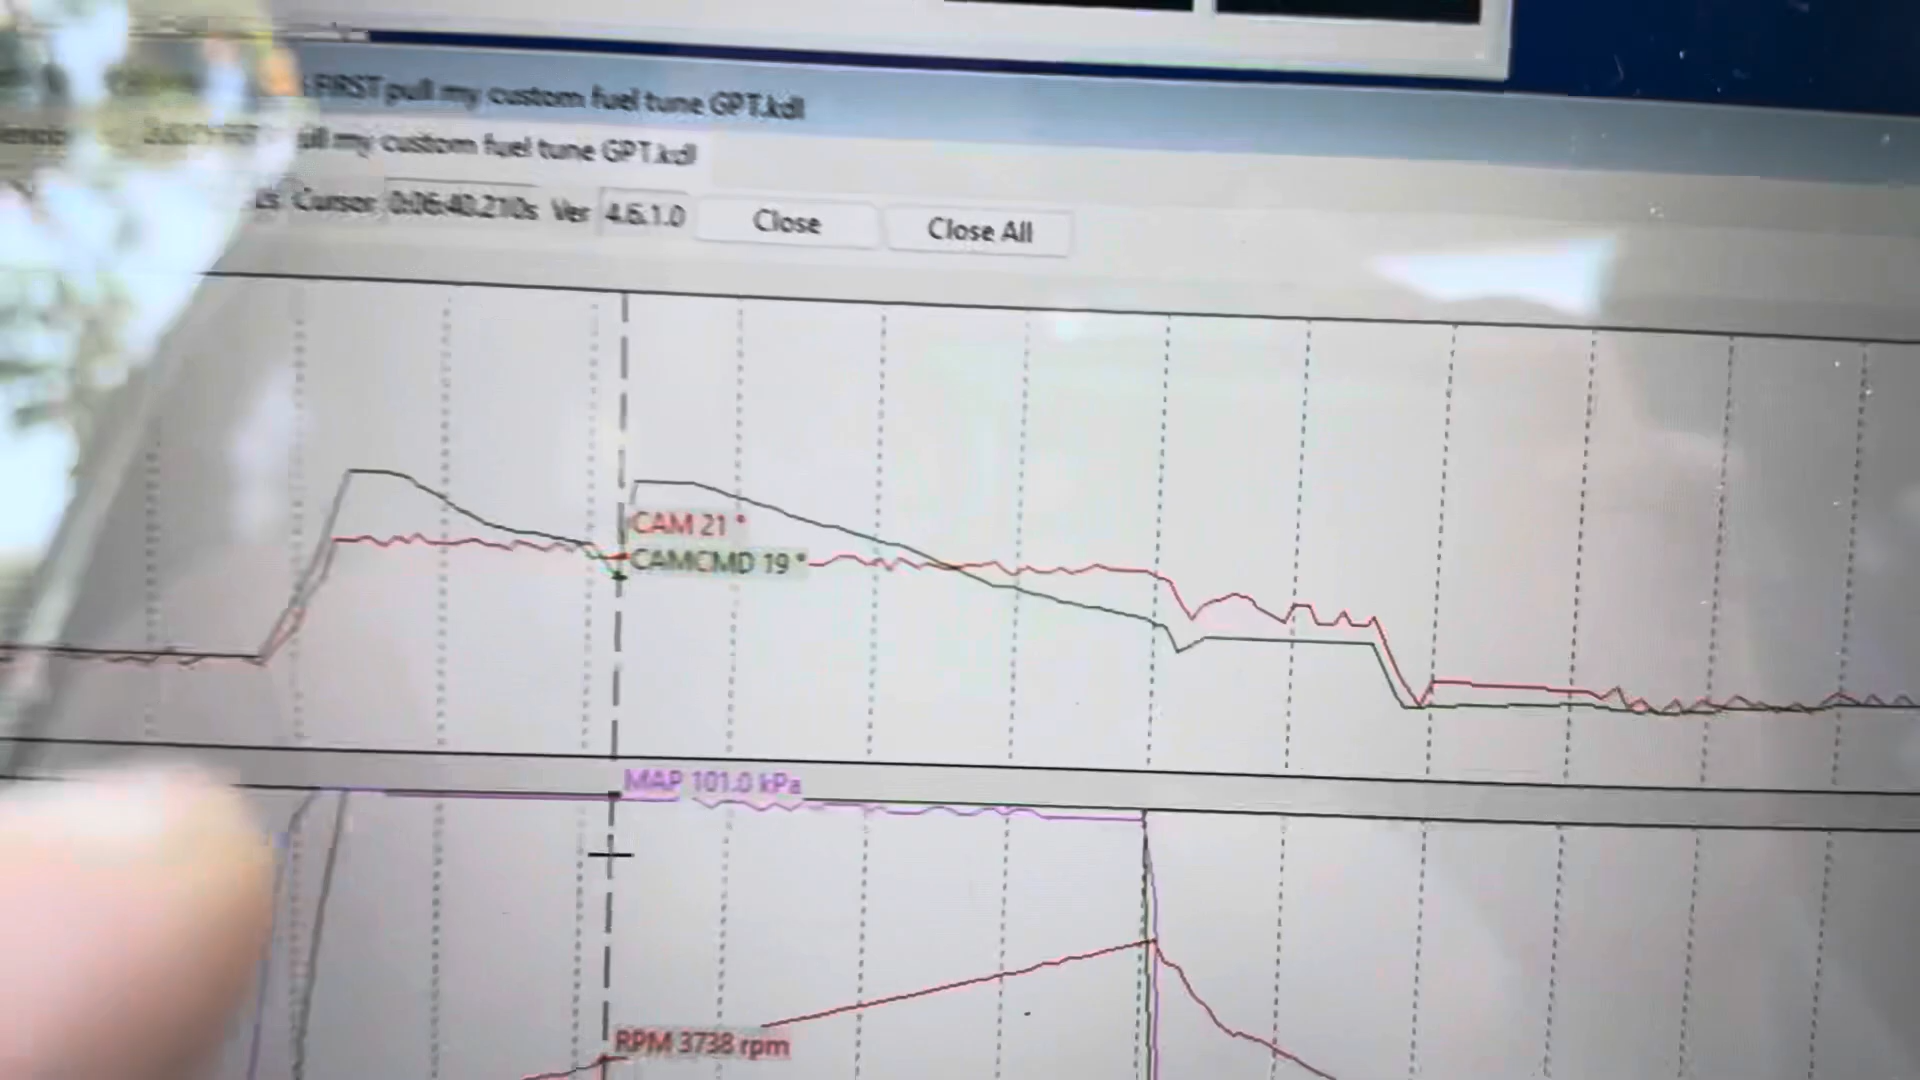 FIRST pull my custom fuel tune GPT.kdl
ull my custom fuel tune GPT.kdl
Cursor 0:06:40.210s Ver 4.6.1.0 Close Close All
CAM 21 °
CAMCMD 19 °
MAP 101.0 kPa
RPM 3738 rpm